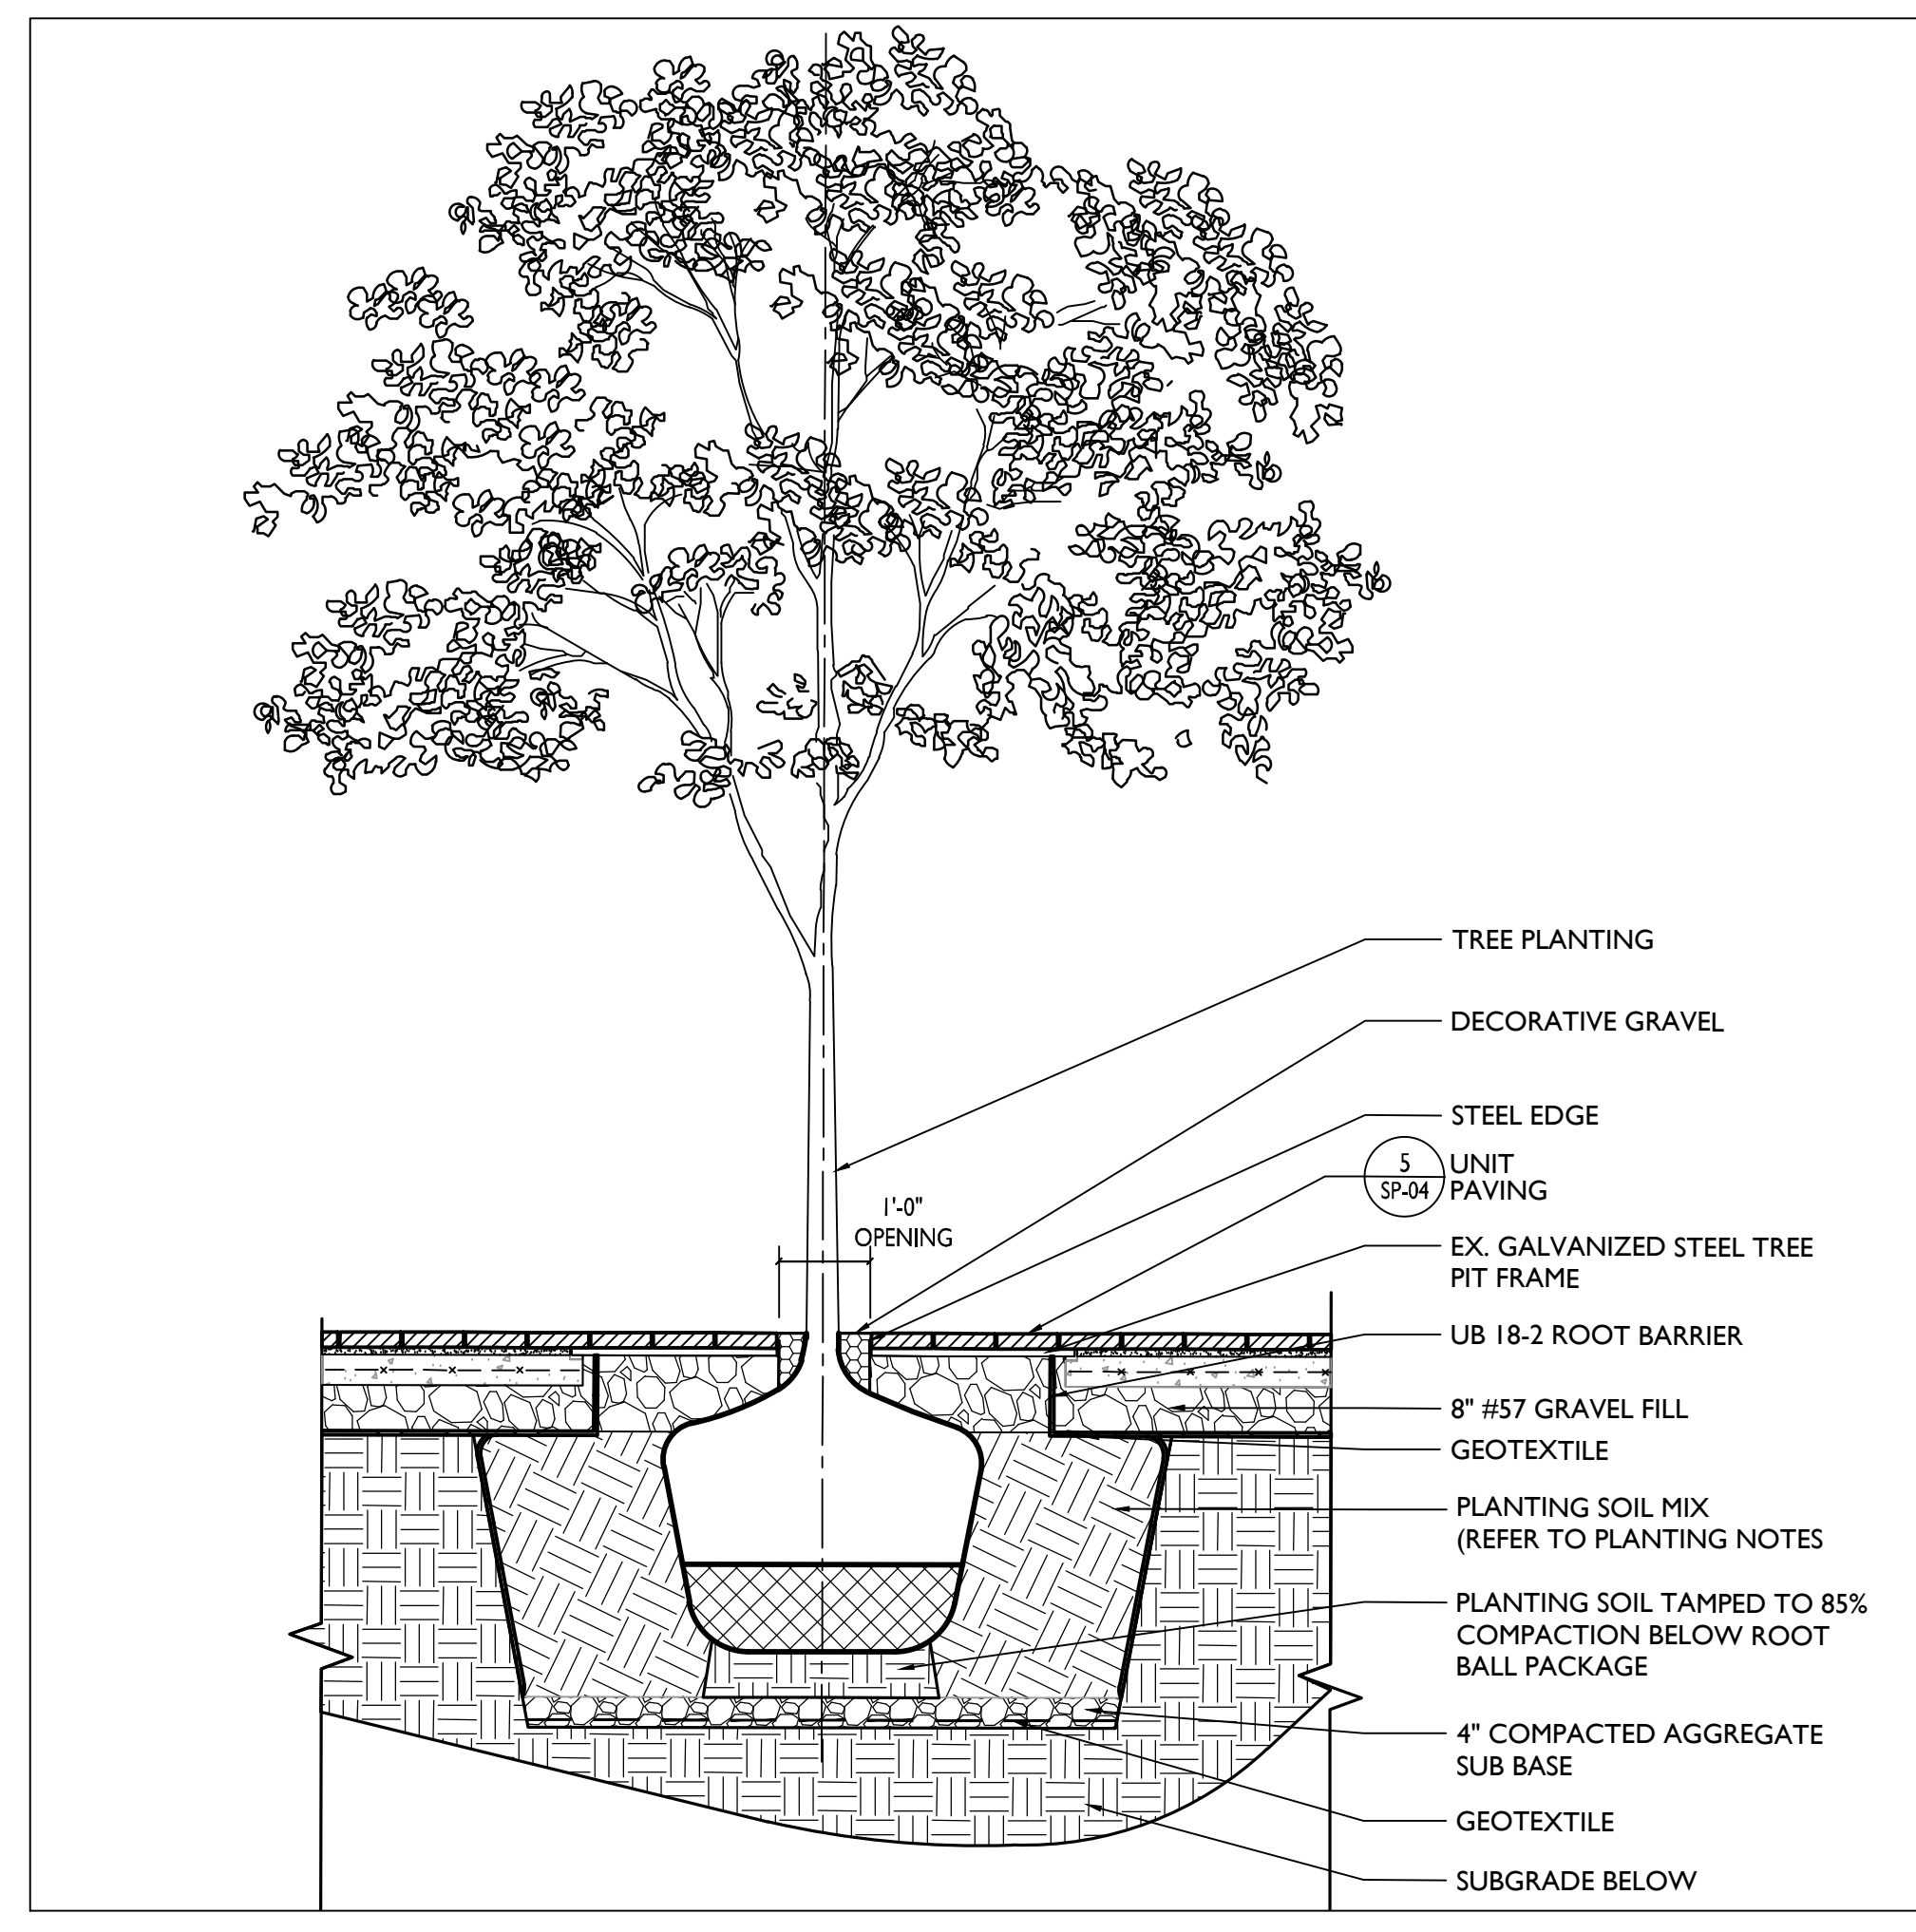 TREE PLANTING
DECORATIVE GRAVEL
STEEL EDGE
5
SP-04
UNIT
PAVING
1'-0"
OPENING
EX. GALVANIZED STEEL TREE
PIT FRAME
UB 18-2 ROOT BARRIER
8" #57 GRAVEL FILL
GEOTEXTILE
PLANTING SOIL MIX
(REFER TO PLANTING NOTES
PLANTING SOIL TAMPED TO 85%
COMPACTION BELOW ROOT
BALL PACKAGE
4" COMPACTED AGGREGATE
SUB BASE
GEOTEXTILE
SUBGRADE BELOW